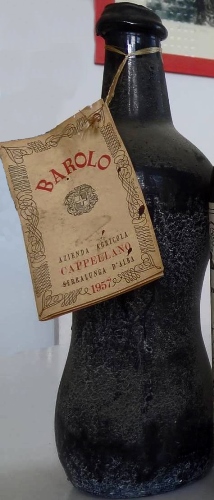 BAROLO
AZIENDA AGRICOLA
CAPPELLANO
SERRALUNGA D'ALBA
1957